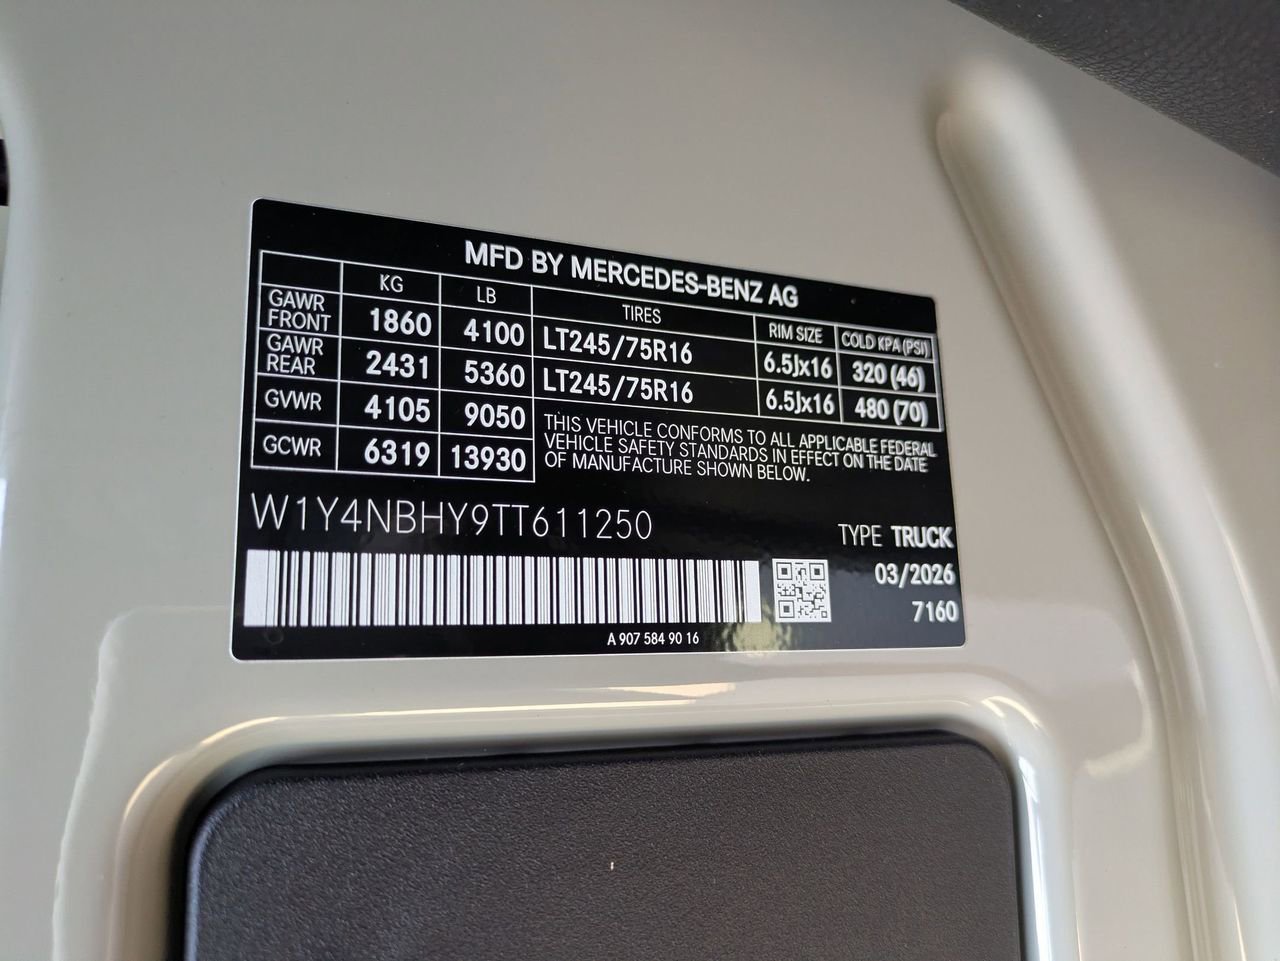 MFD BY MERCEDES-BENZ AG
KG LB TIRES RIM SIZE COLD KPA (PSI)
GAWR FRONT 1860 4100 LT245/75R16 6.5Jx16 320 (46)
GAWR REAR 2431 5360 LT245/75R16 6.5Jx16 480 (70)
GVWR 4105 9050
GCWR 6319 13930
THIS VEHICLE CONFORMS TO ALL APPLICABLE FEDERAL
VEHICLE SAFETY STANDARDS IN EFFECT ON THE DATE
OF MANUFACTURE SHOWN BELOW.
W1Y4NBHY9TT611250
TYPE TRUCK
03/2026
7160
A 907 584 90 16